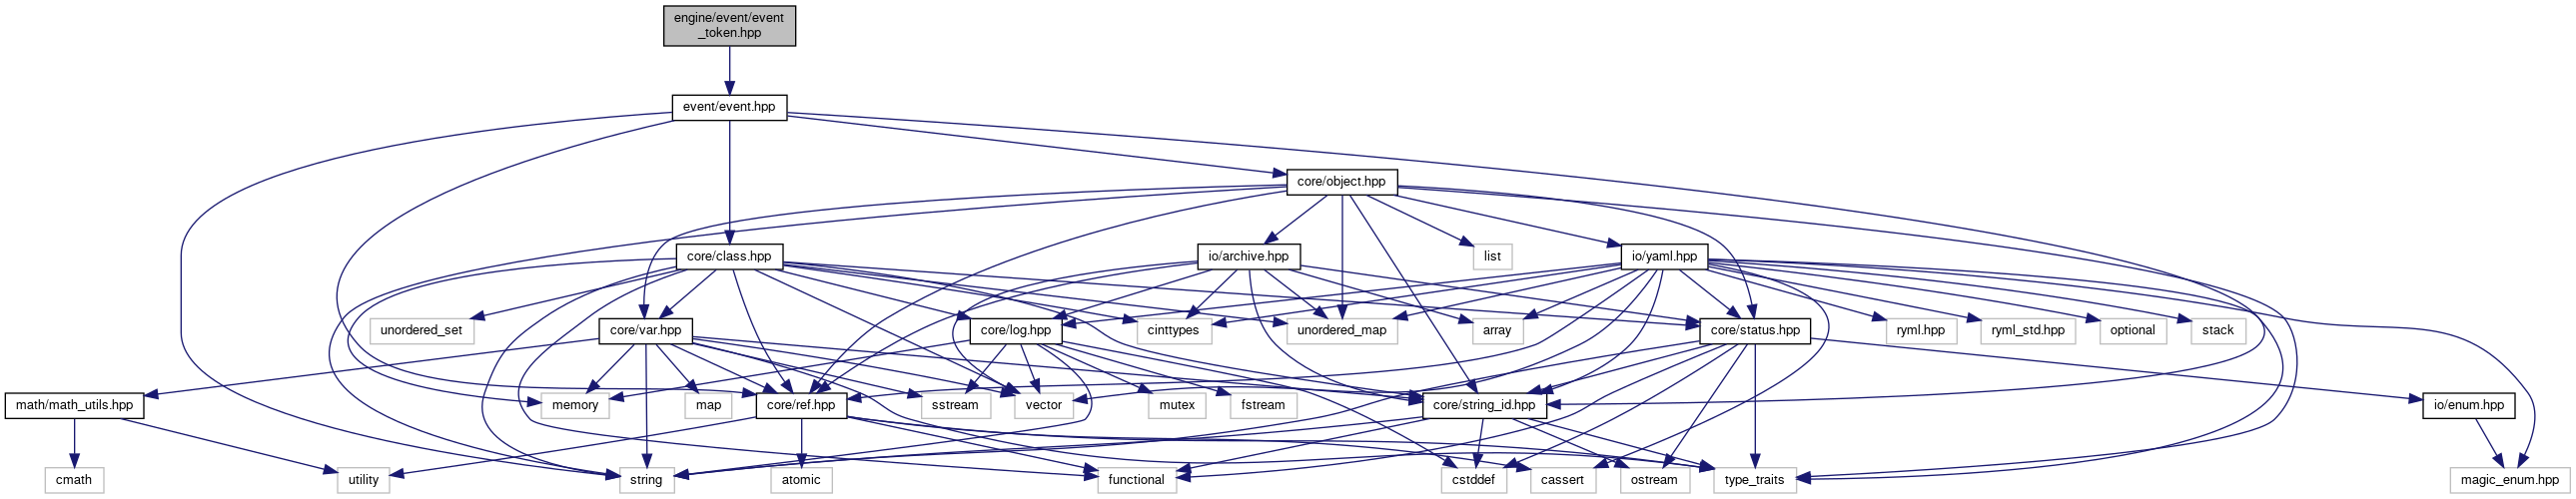 engine/event/event
_token.hpp
event/event.hpp
core/object.hpp
core/class.hpp
io/archive.hpp
list
io/yaml.hpp
unordered_set
core/var.hpp
core/log.hpp
cinttypes
unordered_map
array
core/status.hpp
ryml.hpp
ryml_std.hpp
optional
stack
math/math_utils.hpp
memory
map
core/ref.hpp
sstream
vector
mutex
fstream
core/string_id.hpp
io/enum.hpp
cmath
utility
string
atomic
functional
cstddef
cassert
ostream
type_traits
magic_enum.hpp